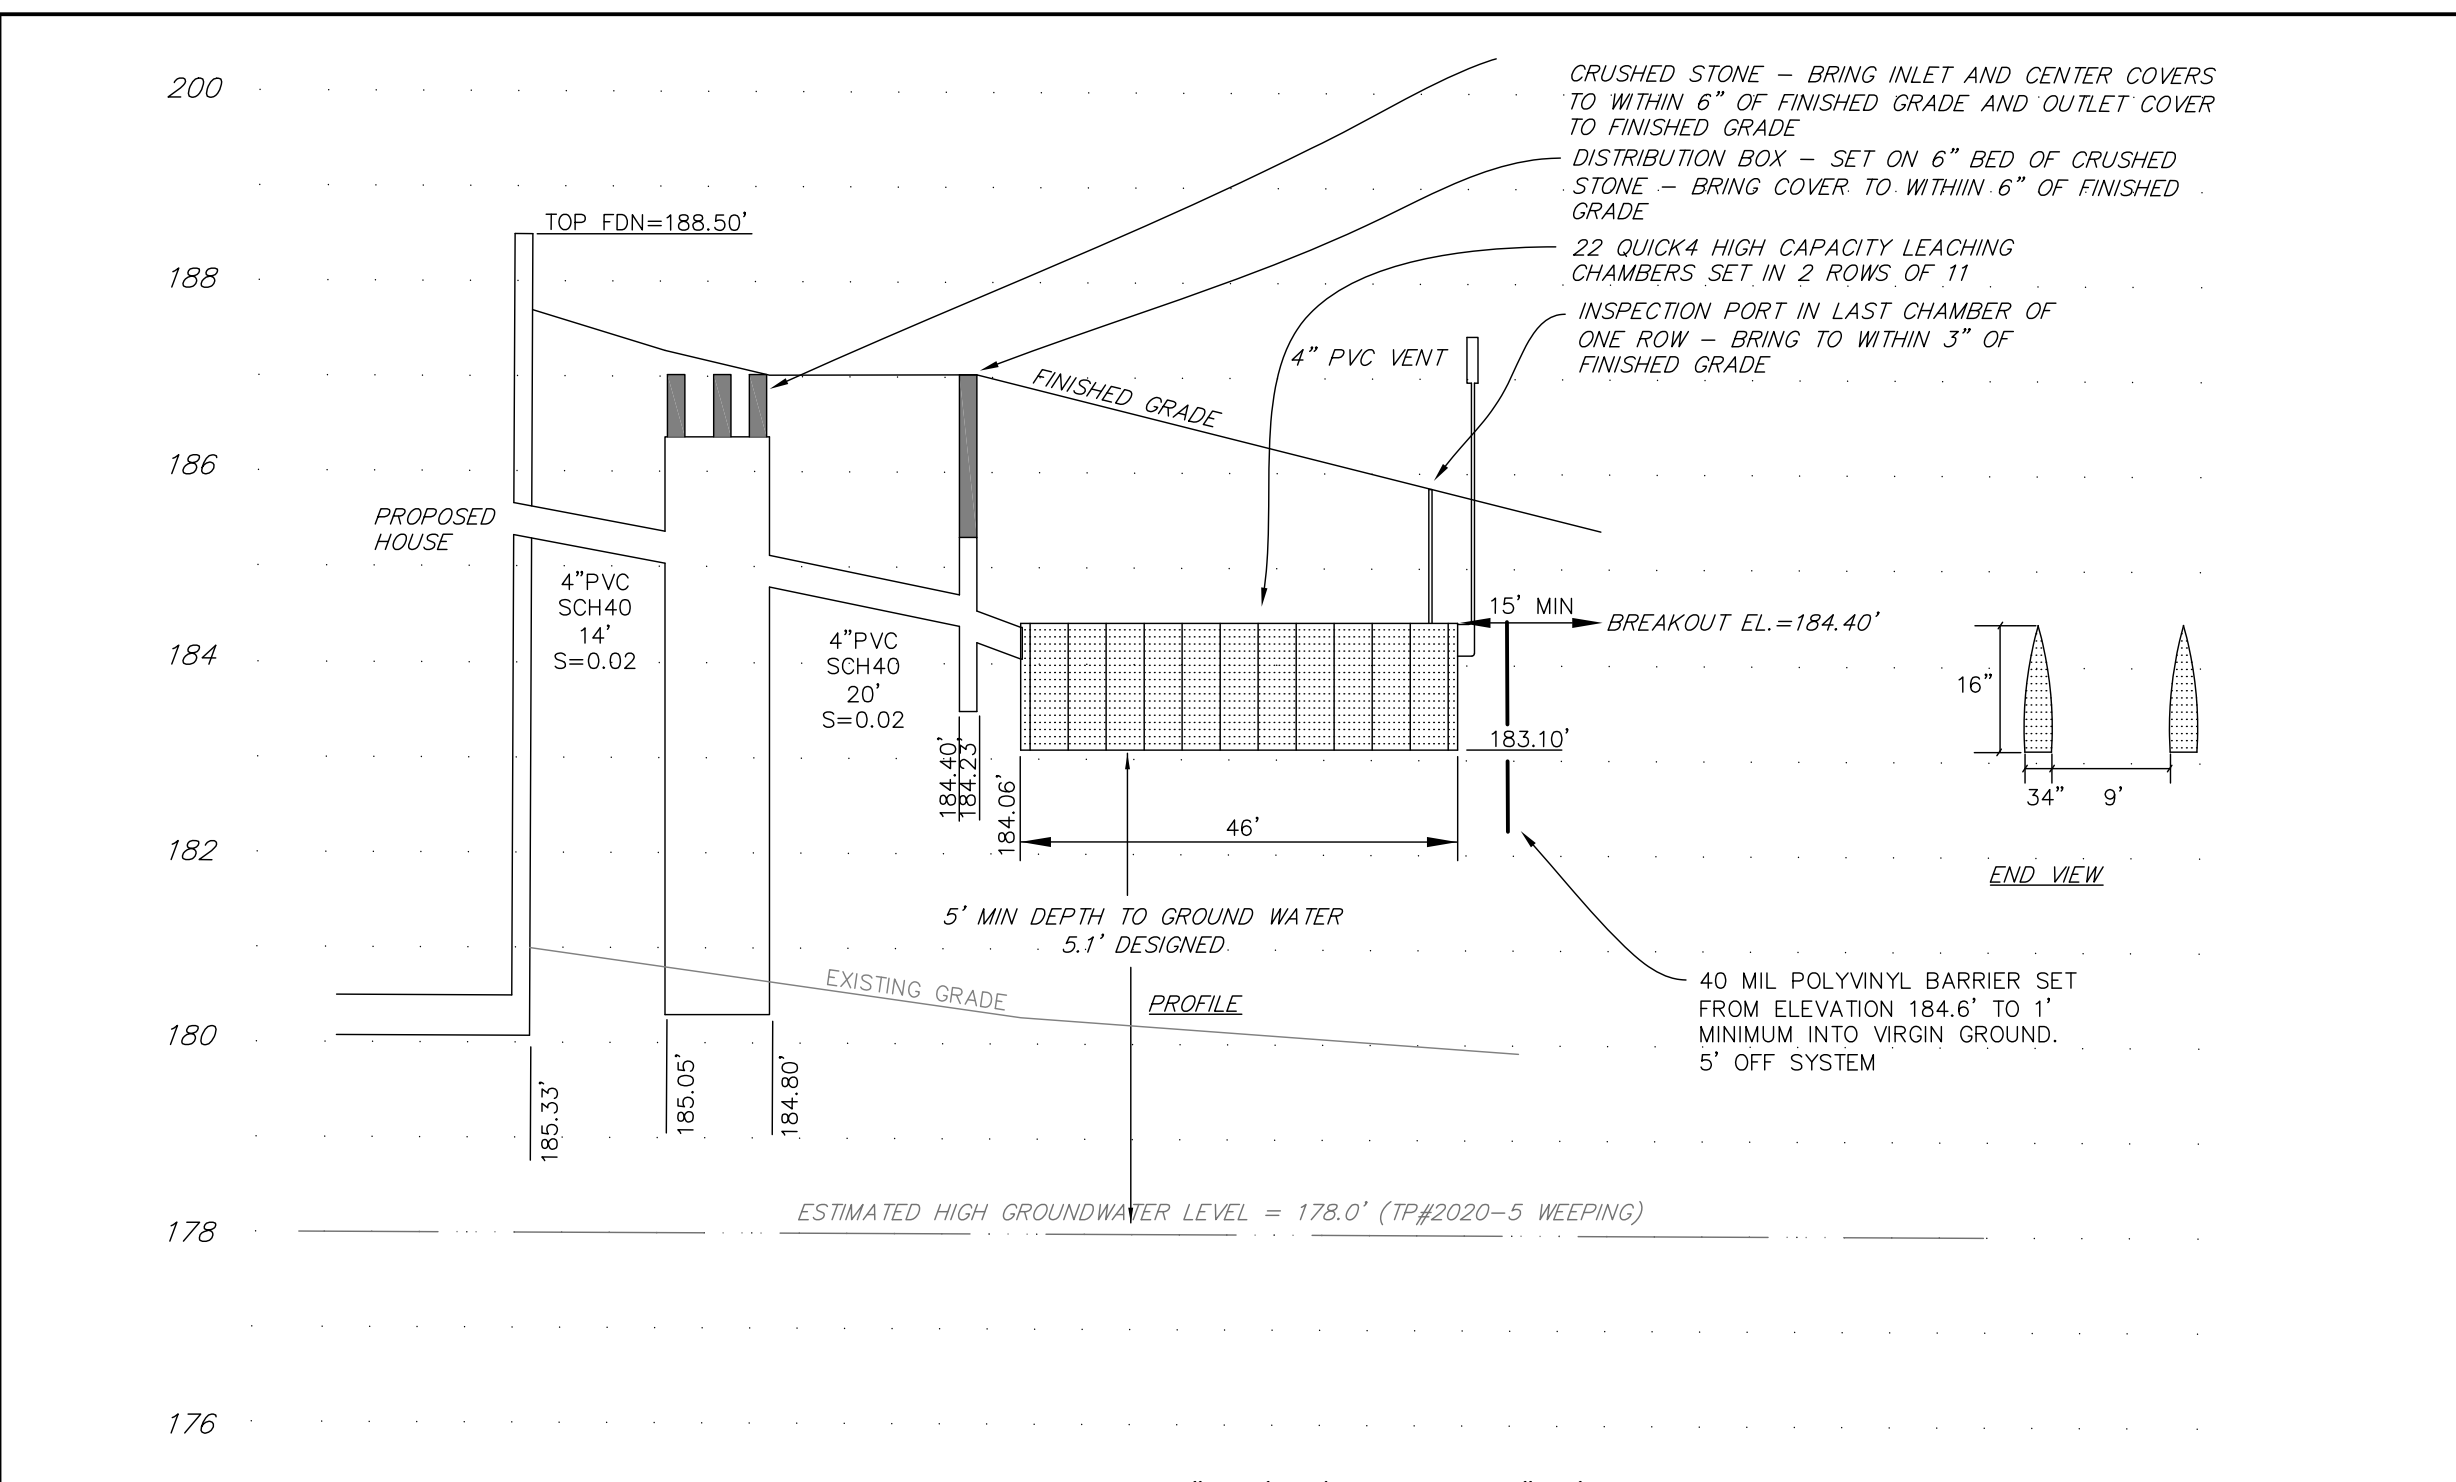 200
CRUSHED STONE – BRING INLET AND CENTER COVERS
TO WITHIN 6" OF FINISHED GRADE AND OUTLET COVER
TO FINISHED GRADE
DISTRIBUTION BOX – SET ON 6" BED OF CRUSHED
STONE – BRING COVER TO WITHIIN 6" OF FINISHED
GRADE
TOP FDN=188.50'
22 QUICK4 HIGH CAPACITY LEACHING
CHAMBERS SET IN 2 ROWS OF 11
188
INSPECTION PORT IN LAST CHAMBER OF
ONE ROW – BRING TO WITHIN 3" OF
FINISHED GRADE
4" PVC VENT
FINISHED GRADE
186
PROPOSED
HOUSE
4"PVC
SCH40
14'
S=0.02
4"PVC
SCH40
20'
S=0.02
15' MIN
BREAKOUT EL.=184.40'
184
16"
183.10'
184.40'
184.23'
184.06'
46'
34"
9'
182
END VIEW
5' MIN DEPTH TO GROUND WATER
5.1' DESIGNED
EXISTING GRADE
PROFILE
40 MIL POLYVINYL BARRIER SET
FROM ELEVATION 184.6' TO 1'
MINIMUM INTO VIRGIN GROUND.
5' OFF SYSTEM
180
185.33'
185.05'
184.80'
ESTIMATED HIGH GROUNDWATER LEVEL = 178.0' (TP#2020–5 WEEPING)
178
176